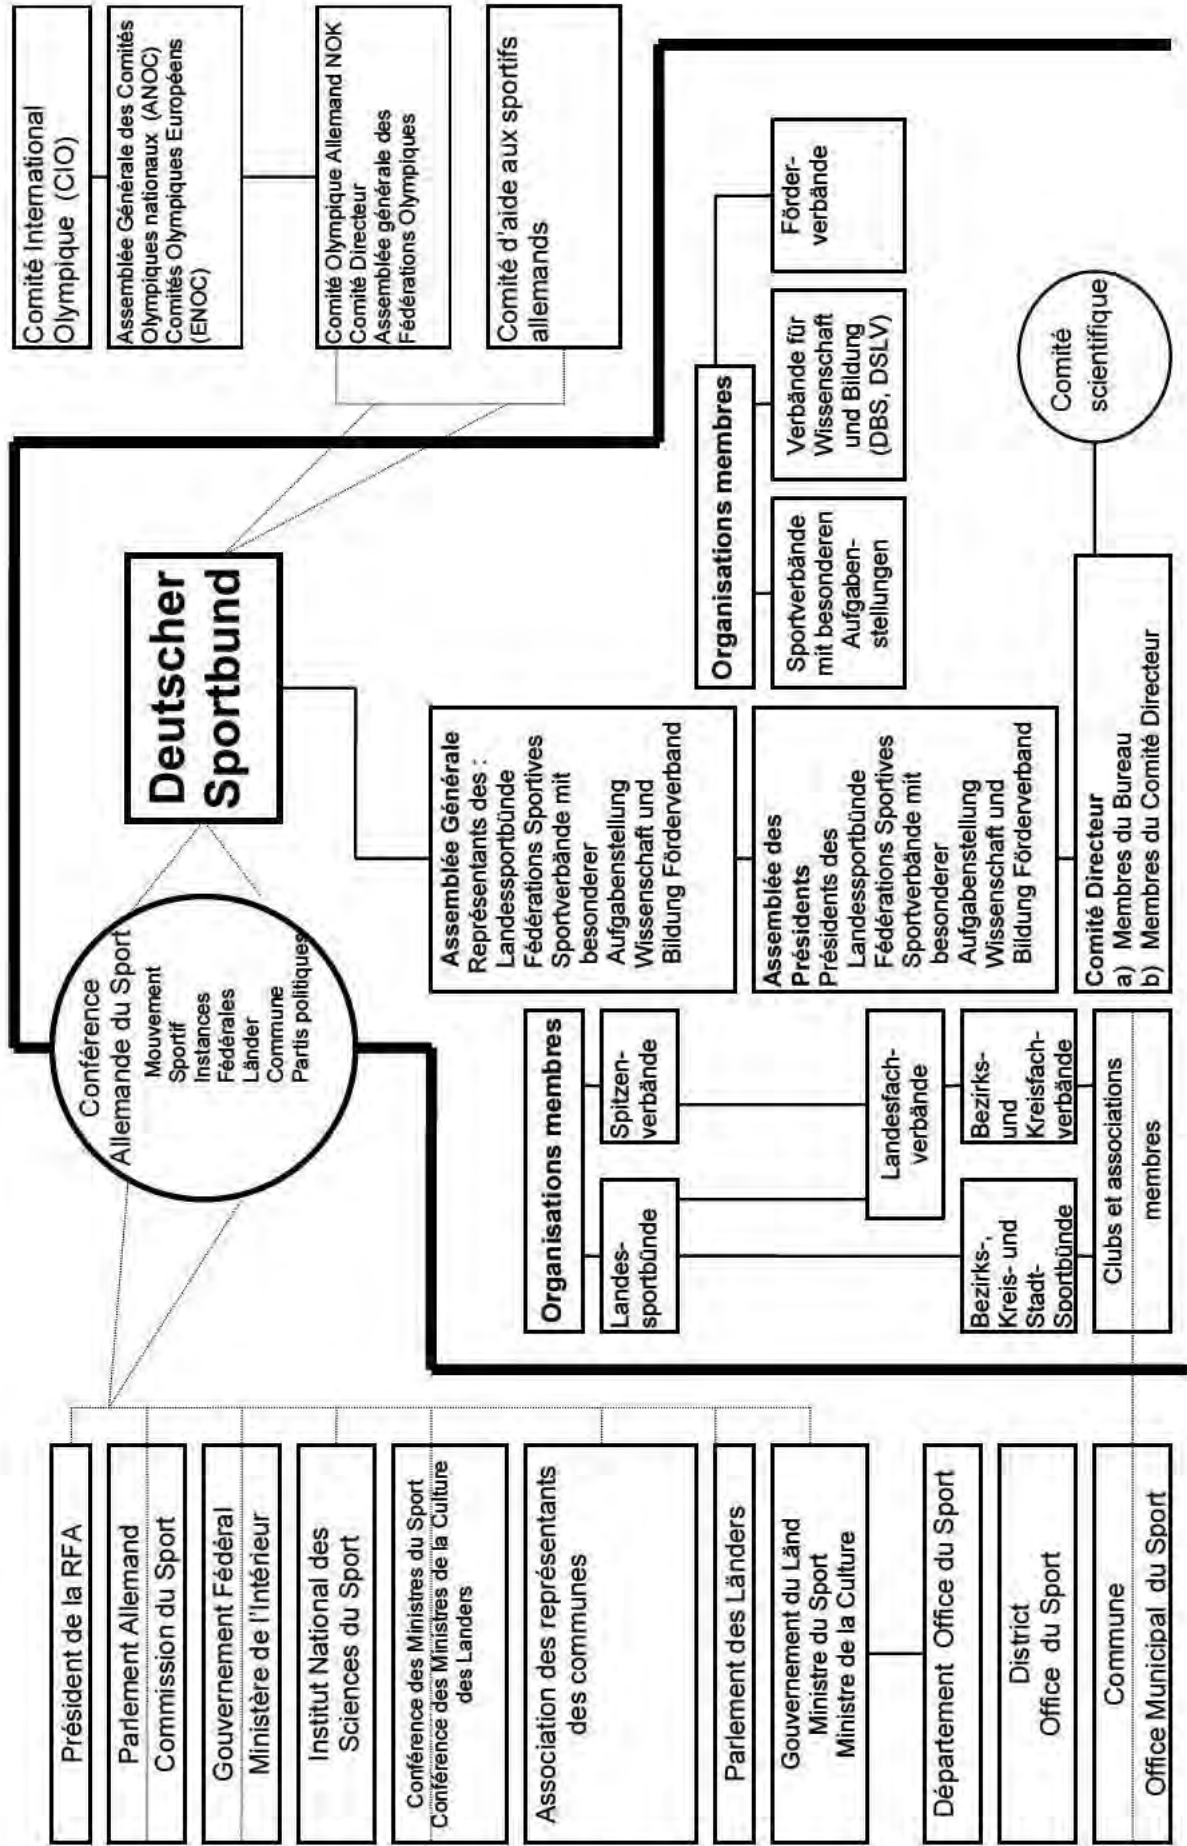 Président de la RFA
Parlement Allemand
Commission du Sport
Gouvernement Fédéral
Ministère de l'Intérieur
Institut National des
Sciences du Sport
Conférence des Ministres du Sport
Conférence des Ministres de la Culture
des Landers
Association des représentants
des communes
Parlement des Länders
Gouvernement du Länd
Ministre du Sport
Ministre de la Culture
Département Office du Sport
District
Office du Sport
Commune
Office Municipal du Sport
Conférence
Allemande du Sport
Mouvement
Sportif
Instances
Fédérales
Länder
Commune
Partis politiques
Organisations membres
Landes-
sportbünde
Spitzen-
verbände
Landesfach-
verbände
Bezirks-,
Kreis- und
Stadt-
Sportbünde
Bezirks-
und
Kreisfach-
verbände
Clubs et associations
membres
Deutscher
Sportbund
Assemblée Générale
Représentants des :
Landessportbünde
Fédérations Sportives
Sportverbände mit
besonderer
Aufgabenstellung
Wissenschaft und
Bildung Förderverband
Assemblée des
Présidents
Présidents des
Landessportbünde
Fédérations Sportives
Sportverbände mit
besonderer
Aufgabenstellung
Wissenschaft und
Bildung Förderverband
Comité Directeur
a) Membres du Bureau
b) Membres du Comité Directeur
Comité
scientifique
Organisations membres
Sportverbände
mit besonderen
Aufgaben-
stellungen
Verbände für
Wissenschaft
und Bildung
(DBS, DSLV)
Förder-
verbände
Comité International
Olympique (CIO)
Assemblée Générale des Comités
Olympiques nationaux (ANOC)
Comités Olympiques Européens
(ENOC)
Comité Olympique Allemand NOK
Comité Directeur
Assemblée générale des
Fédérations Olympiques
Comité d'aide aux sportifs
allemands